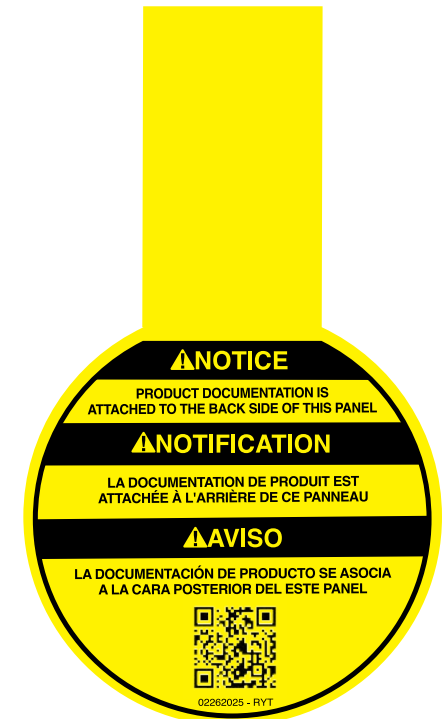 ⚠NOTICE
PRODUCT DOCUMENTATION IS
ATTACHED TO THE BACK SIDE OF THIS PANEL
⚠NOTIFICATION
LA DOCUMENTATION DE PRODUIT EST
ATTACHÉE À L'ARRIÈRE DE CE PANNEAU
⚠AVISO
LA DOCUMENTACIÓN DE PRODUCTO SE ASOCIA
A LA CARA POSTERIOR DEL ESTE PANEL
02262025 - RYT